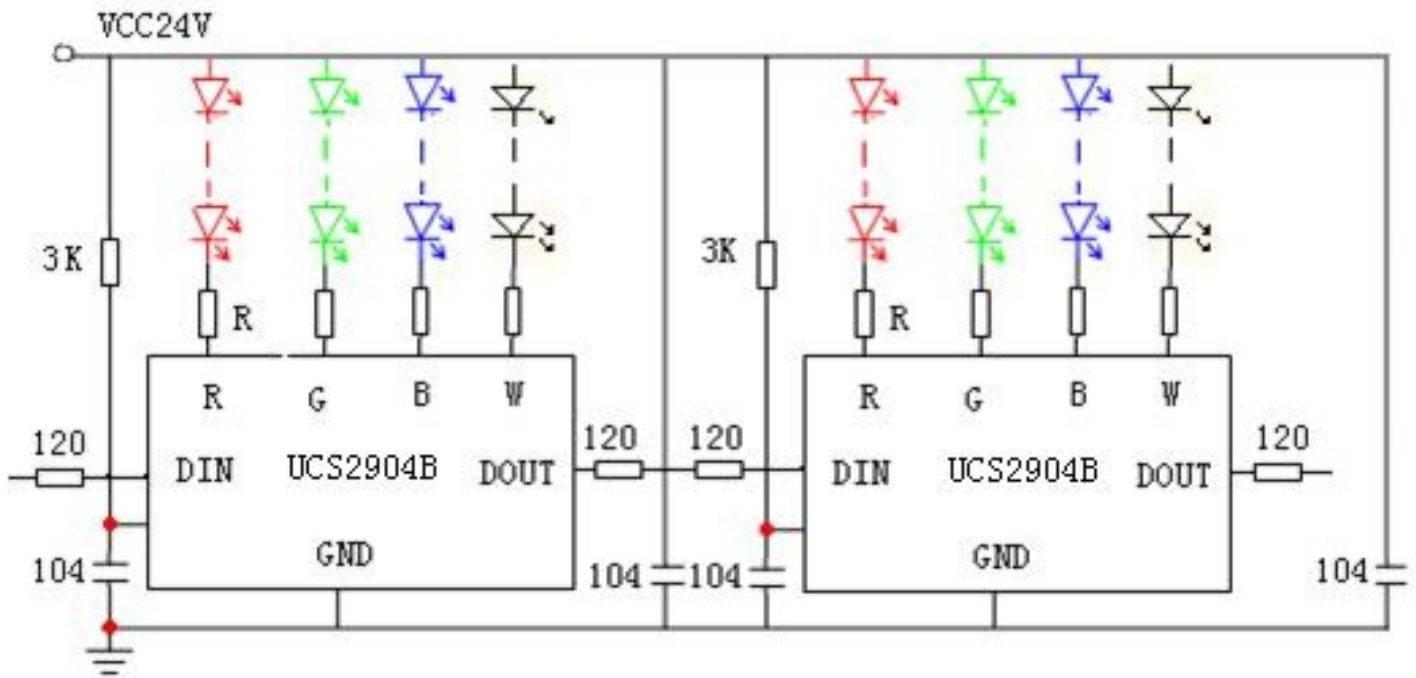 VCC24V
3K R 3K R
R G B W R G B W
120 120 120 120
DIN UCS2904B DOUT DIN UCS2904B DOUT
GND GND
104 104 104 104